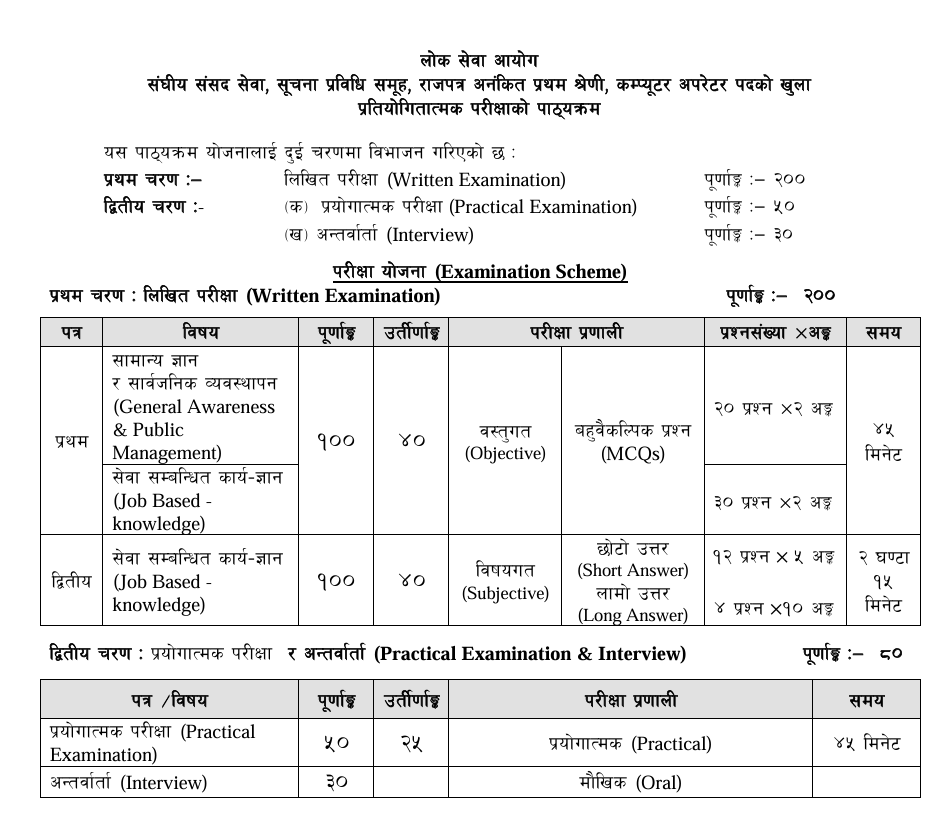 लोक सेवा आयोग
संघीय संसद सेवा, सूचना प्रविधि समूह, राजपत्र अनंकित प्रथम श्रेणी, कम्प्यूटर अपरेटर पदको खुला
प्रतियोगितात्मक परीक्षाको पाठ्यक्रम
यस पाठ्यक्रम योजनालाई दुई चरणमा विभाजन गरिएको छ :
प्रथम चरण :– लिखित परीक्षा (Written Examination) पूर्णाङ्क :– २००
द्वितीय चरण :- (क) प्रयोगात्मक परीक्षा (Practical Examination) पूर्णाङ्क :– ५०
(ख) अन्तर्वार्ता (Interview) पूर्णाङ्क :– ३०
परीक्षा योजना (Examination Scheme)
प्रथम चरण : लिखित परीक्षा (Written Examination) पूर्णाङ्क :– २००
पत्र विषय पूर्णाङ्क उर्तीर्णाङ्क परीक्षा प्रणाली प्रश्नसंख्या ×अङ्क समय
प्रथम
सामान्य ज्ञान
र सार्वजनिक व्यवस्थापन
(General Awareness
& Public
Management)
सेवा सम्बन्धित कार्य-ज्ञान
(Job Based -
knowledge)
१००
४०
वस्तुगत
(Objective)
बहुवैकल्पिक प्रश्न
(MCQs)
२० प्रश्न ×२ अङ्क
३० प्रश्न ×२ अङ्क
४५
मिनेट
द्वितीय
सेवा सम्बन्धित कार्य-ज्ञान
(Job Based -
knowledge)
१००
४०
विषयगत
(Subjective)
छोटो उत्तर
(Short Answer)
लामो उत्तर
(Long Answer)
१२ प्रश्न × ५ अङ्क
४ प्रश्न ×१० अङ्क
२ घण्टा
१५
मिनेट
द्वितीय चरण : प्रयोगात्मक परीक्षा र अन्तर्वार्ता (Practical Examination & Interview) पूर्णाङ्क :– ८०
पत्र /विषय पूर्णाङ्क उर्तीर्णाङ्क परीक्षा प्रणाली समय
प्रयोगात्मक परीक्षा (Practical
Examination)
५०
२५
प्रयोगात्मक (Practical)
४५ मिनेट
अन्तर्वार्ता (Interview) ३० मौखिक (Oral)